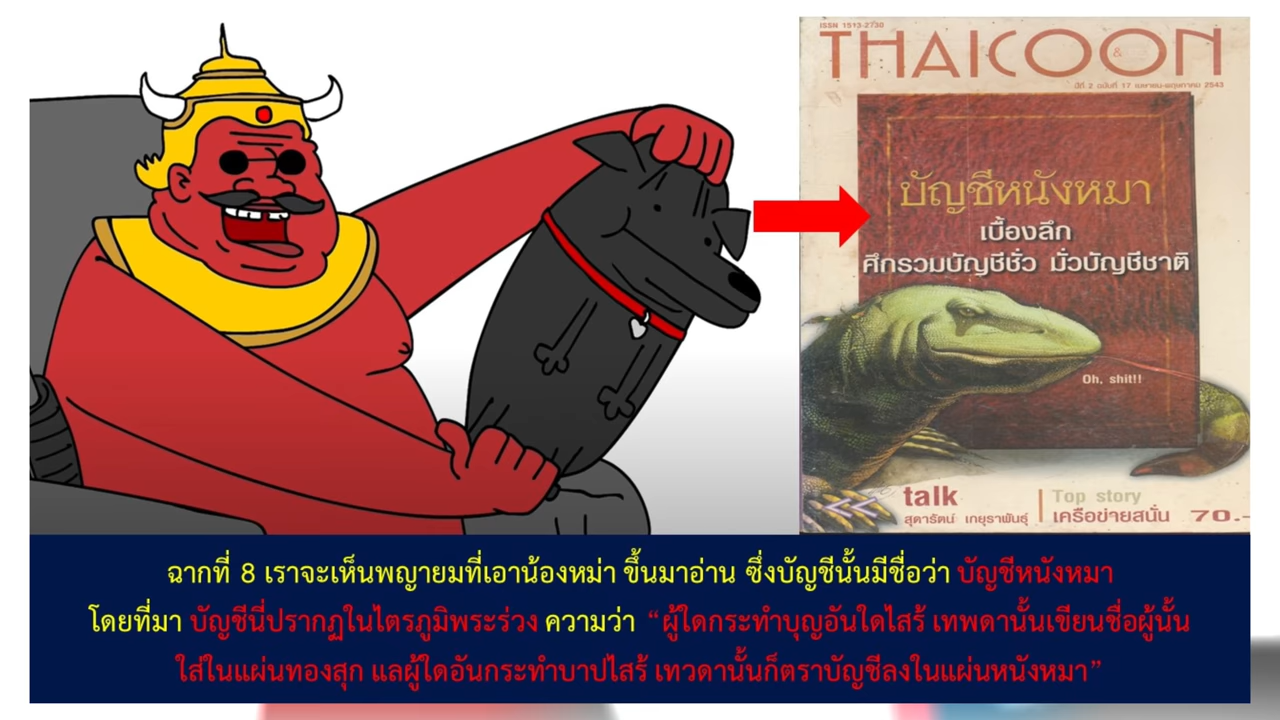 ISSN 1513-2730
THAICOON
ปีที่ 2 ฉบับที่ 17 เมษายน-พฤษภาคม 2543
บัญชีหนังหมา
เบื้องลึก
ศึกรวมบัญชีชั่ว มั่วบัญชีชาติ
Oh, shit!!
talk
สุดารัตน์ เกยุราพันธุ์
Top story
เครือข่ายสนั่น
70.-
ฉากที่ 8 เราจะเห็นพญายมที่เอาน้องหม่า ขึ้นมาอ่าน ซึ่งบัญชีนั้นมีชื่อว่า บัญชีหนังหมา
โดยที่มา บัญชีนี่ปรากฏในไตรภูมิพระร่วง ความว่า “ผู้ใดกระทำบุญอันใดไสร้ เทพดานั้นเขียนชื่อผู้นั้น
ใส่ในแผ่นทองสุก แลผู้ใดอันกระทำบาปไสร้ เทวดานั้นก็ตราบัญชีลงในแผ่นหนังหมา”